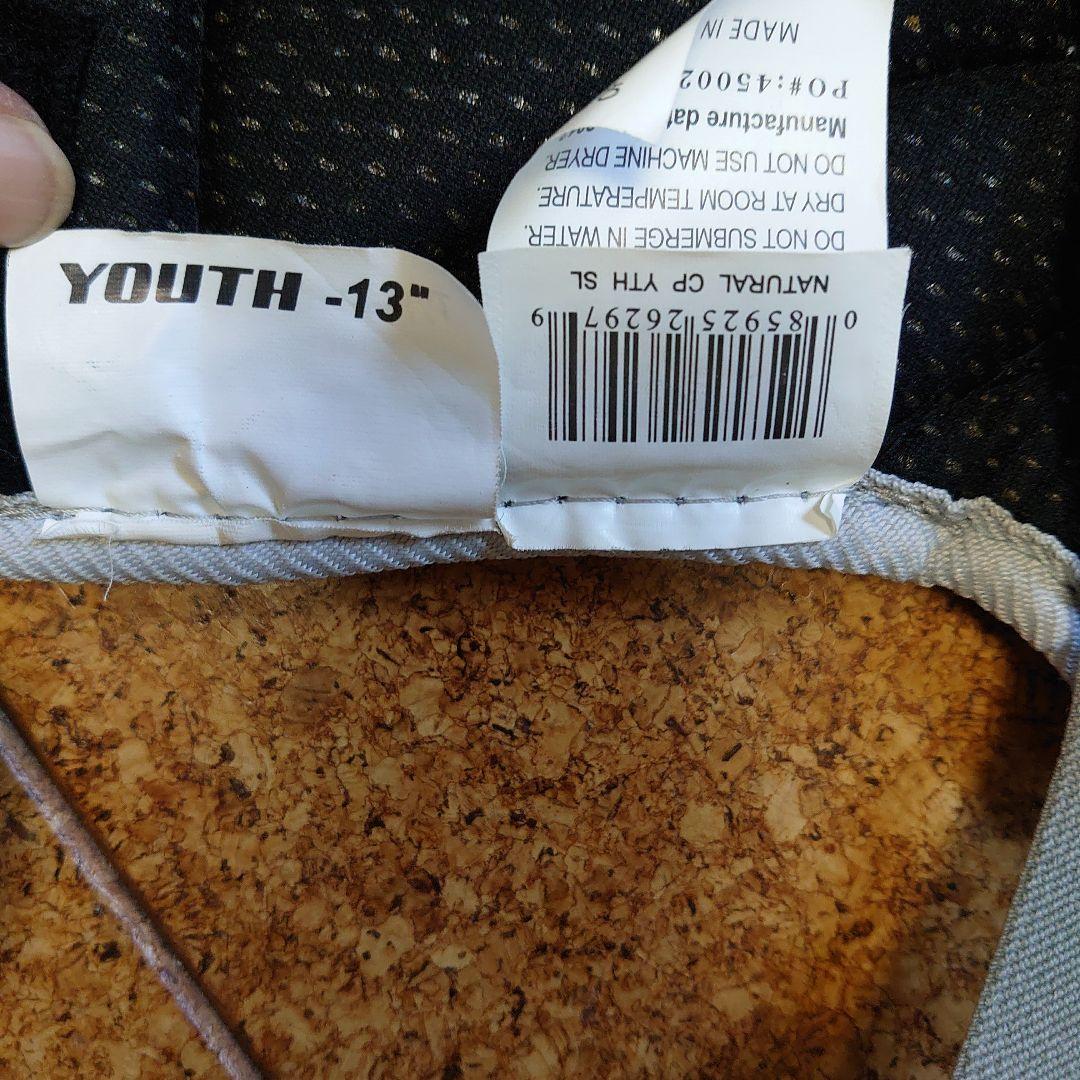 YOUTH -13"
0 85925 26297 9
NATURAL CP YTH SL
DO NOT SUBMERGE IN WATER.
DRY AT ROOM TEMPERATURE.
DO NOT USE MACHINE DRYER
Manufacture dat
PO#:45002
MADE IN